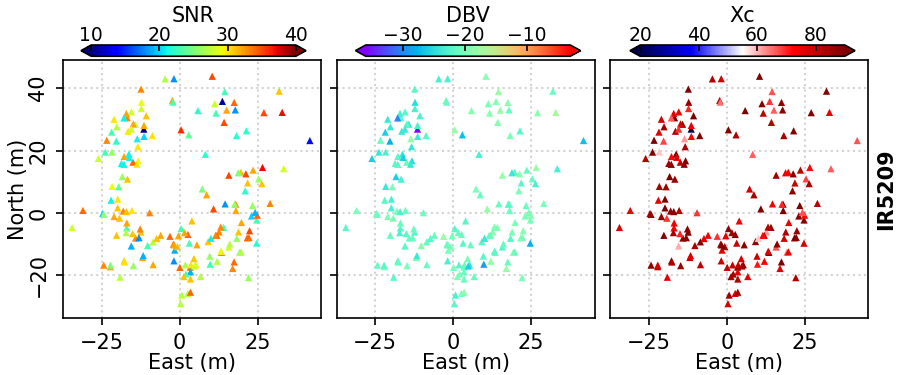 SNR DBV Xc
10 20 30 40 −30 −20 −10 20 40 60 80
40
20
0
−20
North (m)
IR5209
−25 0 25 −25 0 25 −25 0 25
East (m) East (m) East (m)